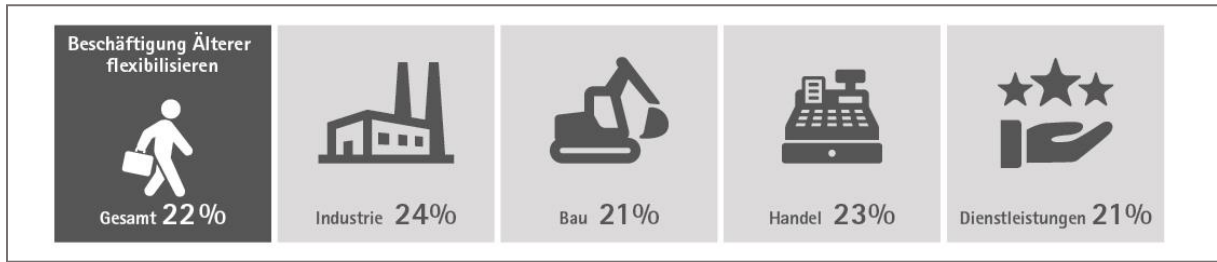 Beschäftigung Älterer
flexibilisieren
Gesamt 22%
Industrie 24%
Bau 21%
Handel 23%
Dienstleistungen 21%